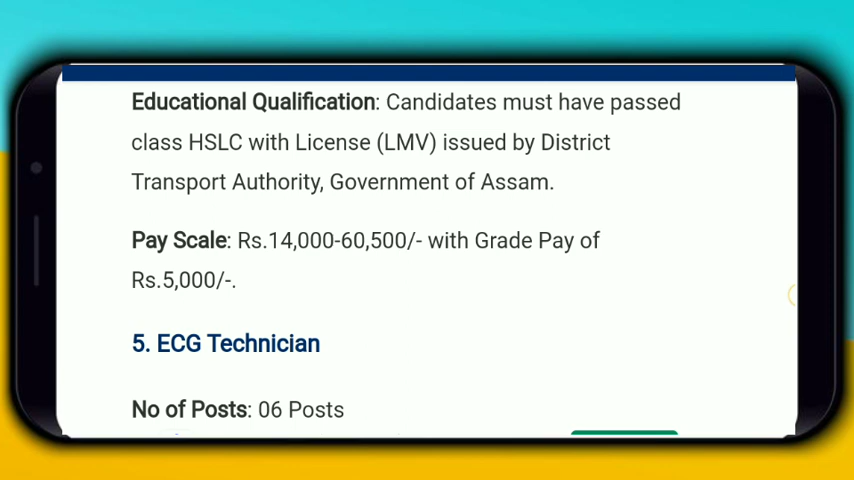 Educational Qualification: Candidates must have passed
class HSLC with License (LMV) issued by District
Transport Authority, Government of Assam.
Pay Scale: Rs.14,000-60,500/- with Grade Pay of
Rs.5,000/-.
5. ECG Technician
No of Posts: 06 Posts